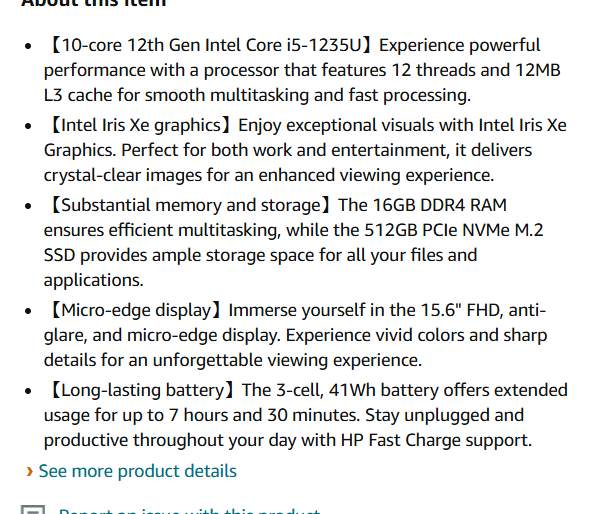 About this item
【10-core 12th Gen Intel Core i5-1235U】Experience powerful
performance with a processor that features 12 threads and 12MB
L3 cache for smooth multitasking and fast processing.
【Intel Iris Xe graphics】Enjoy exceptional visuals with Intel Iris Xe
Graphics. Perfect for both work and entertainment, it delivers
crystal-clear images for an enhanced viewing experience.
【Substantial memory and storage】The 16GB DDR4 RAM
ensures efficient multitasking, while the 512GB PCIe NVMe M.2
SSD provides ample storage space for all your files and
applications.
【Micro-edge display】Immerse yourself in the 15.6" FHD, anti-
glare, and micro-edge display. Experience vivid colors and sharp
details for an unforgettable viewing experience.
【Long-lasting battery】The 3-cell, 41Wh battery offers extended
usage for up to 7 hours and 30 minutes. Stay unplugged and
productive throughout your day with HP Fast Charge support.
› See more product details
Report an issue with this product